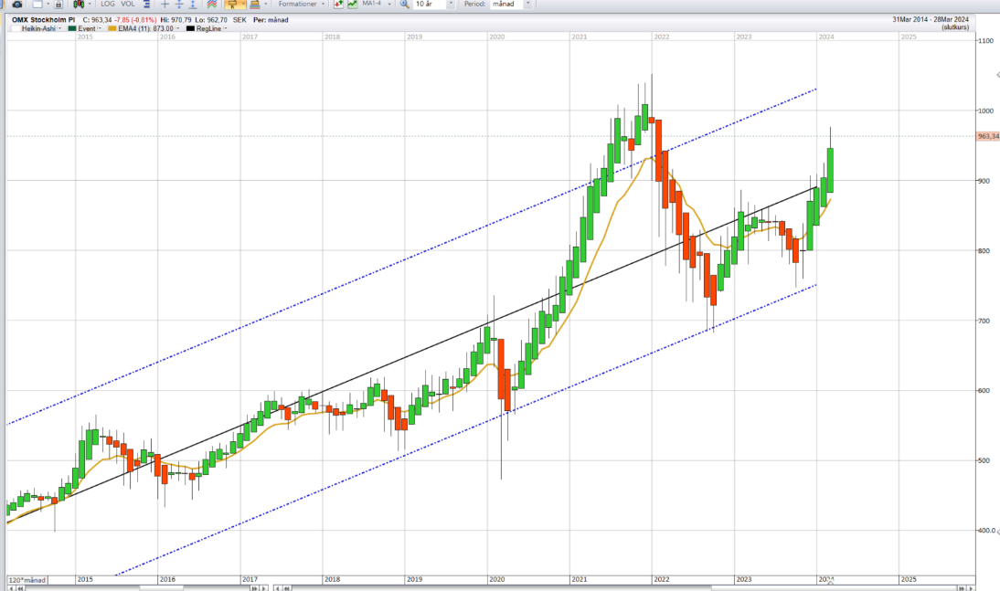 LOG VOL Formationer MA1-4 10 år Period: månad
OMX Stockholm PI C: 963,34 -7,85 (-0,81%) Hi: 970,79 Lo: 962,70 SEK Per: månad 31Mar 2014 - 28Mar 2024
Heikin-Ashi Event EMA4 (11): 873.00 RegLine (slutkurs)
2015 2016 2017 2018 2019 2020 2021 2022 2023 2024 2025
1100
1000
963,34
900
800
700
600
500
400.0
120*månad 2015 2016 2017 2018 2019 2020 2021 2022 2023 2024 2025